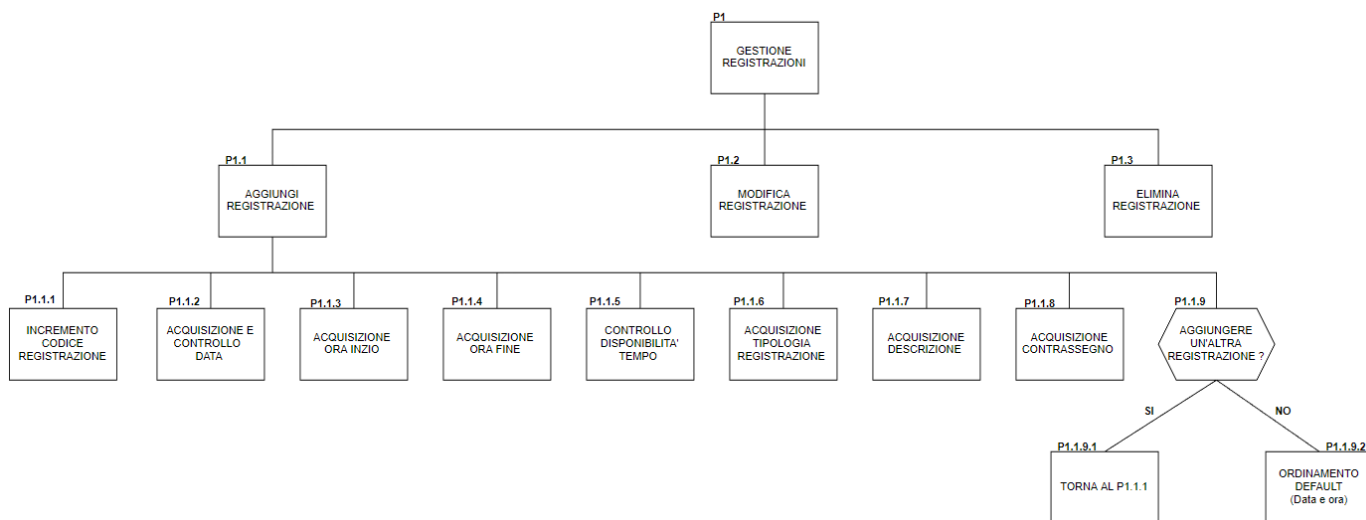 P1
GESTIONE
REGISTRAZIONI
P1.1
AGGIUNGI
REGISTRAZIONE
P1.2
MODIFICA
REGISTRAZIONE
P1.3
ELIMINA
REGISTRAZIONE
P1.1.1
INCREMENTO
CODICE
REGISTRAZIONE
P1.1.2
ACQUISIZIONE E
CONTROLLO
DATA
P1.1.3
ACQUISIZIONE
ORA INZIO
P1.1.4
ACQUISIZIONE
ORA FINE
P1.1.5
CONTROLLO
DISPONIBILITA'
TEMPO
P1.1.6
ACQUISIZIONE
TIPOLOGIA
REGISTRAZIONE
P1.1.7
ACQUISIZIONE
DESCRIZIONE
P1.1.8
ACQUISIZIONE
CONTRASSEGNO
P1.1.9
AGGIUNGERE
UN'ALTRA
REGISTRAZIONE ?
SI
NO
P1.1.9.1
TORNA AL P1.1.1
P1.1.9.2
ORDINAMENTO
DEFAULT
(Data e ora)